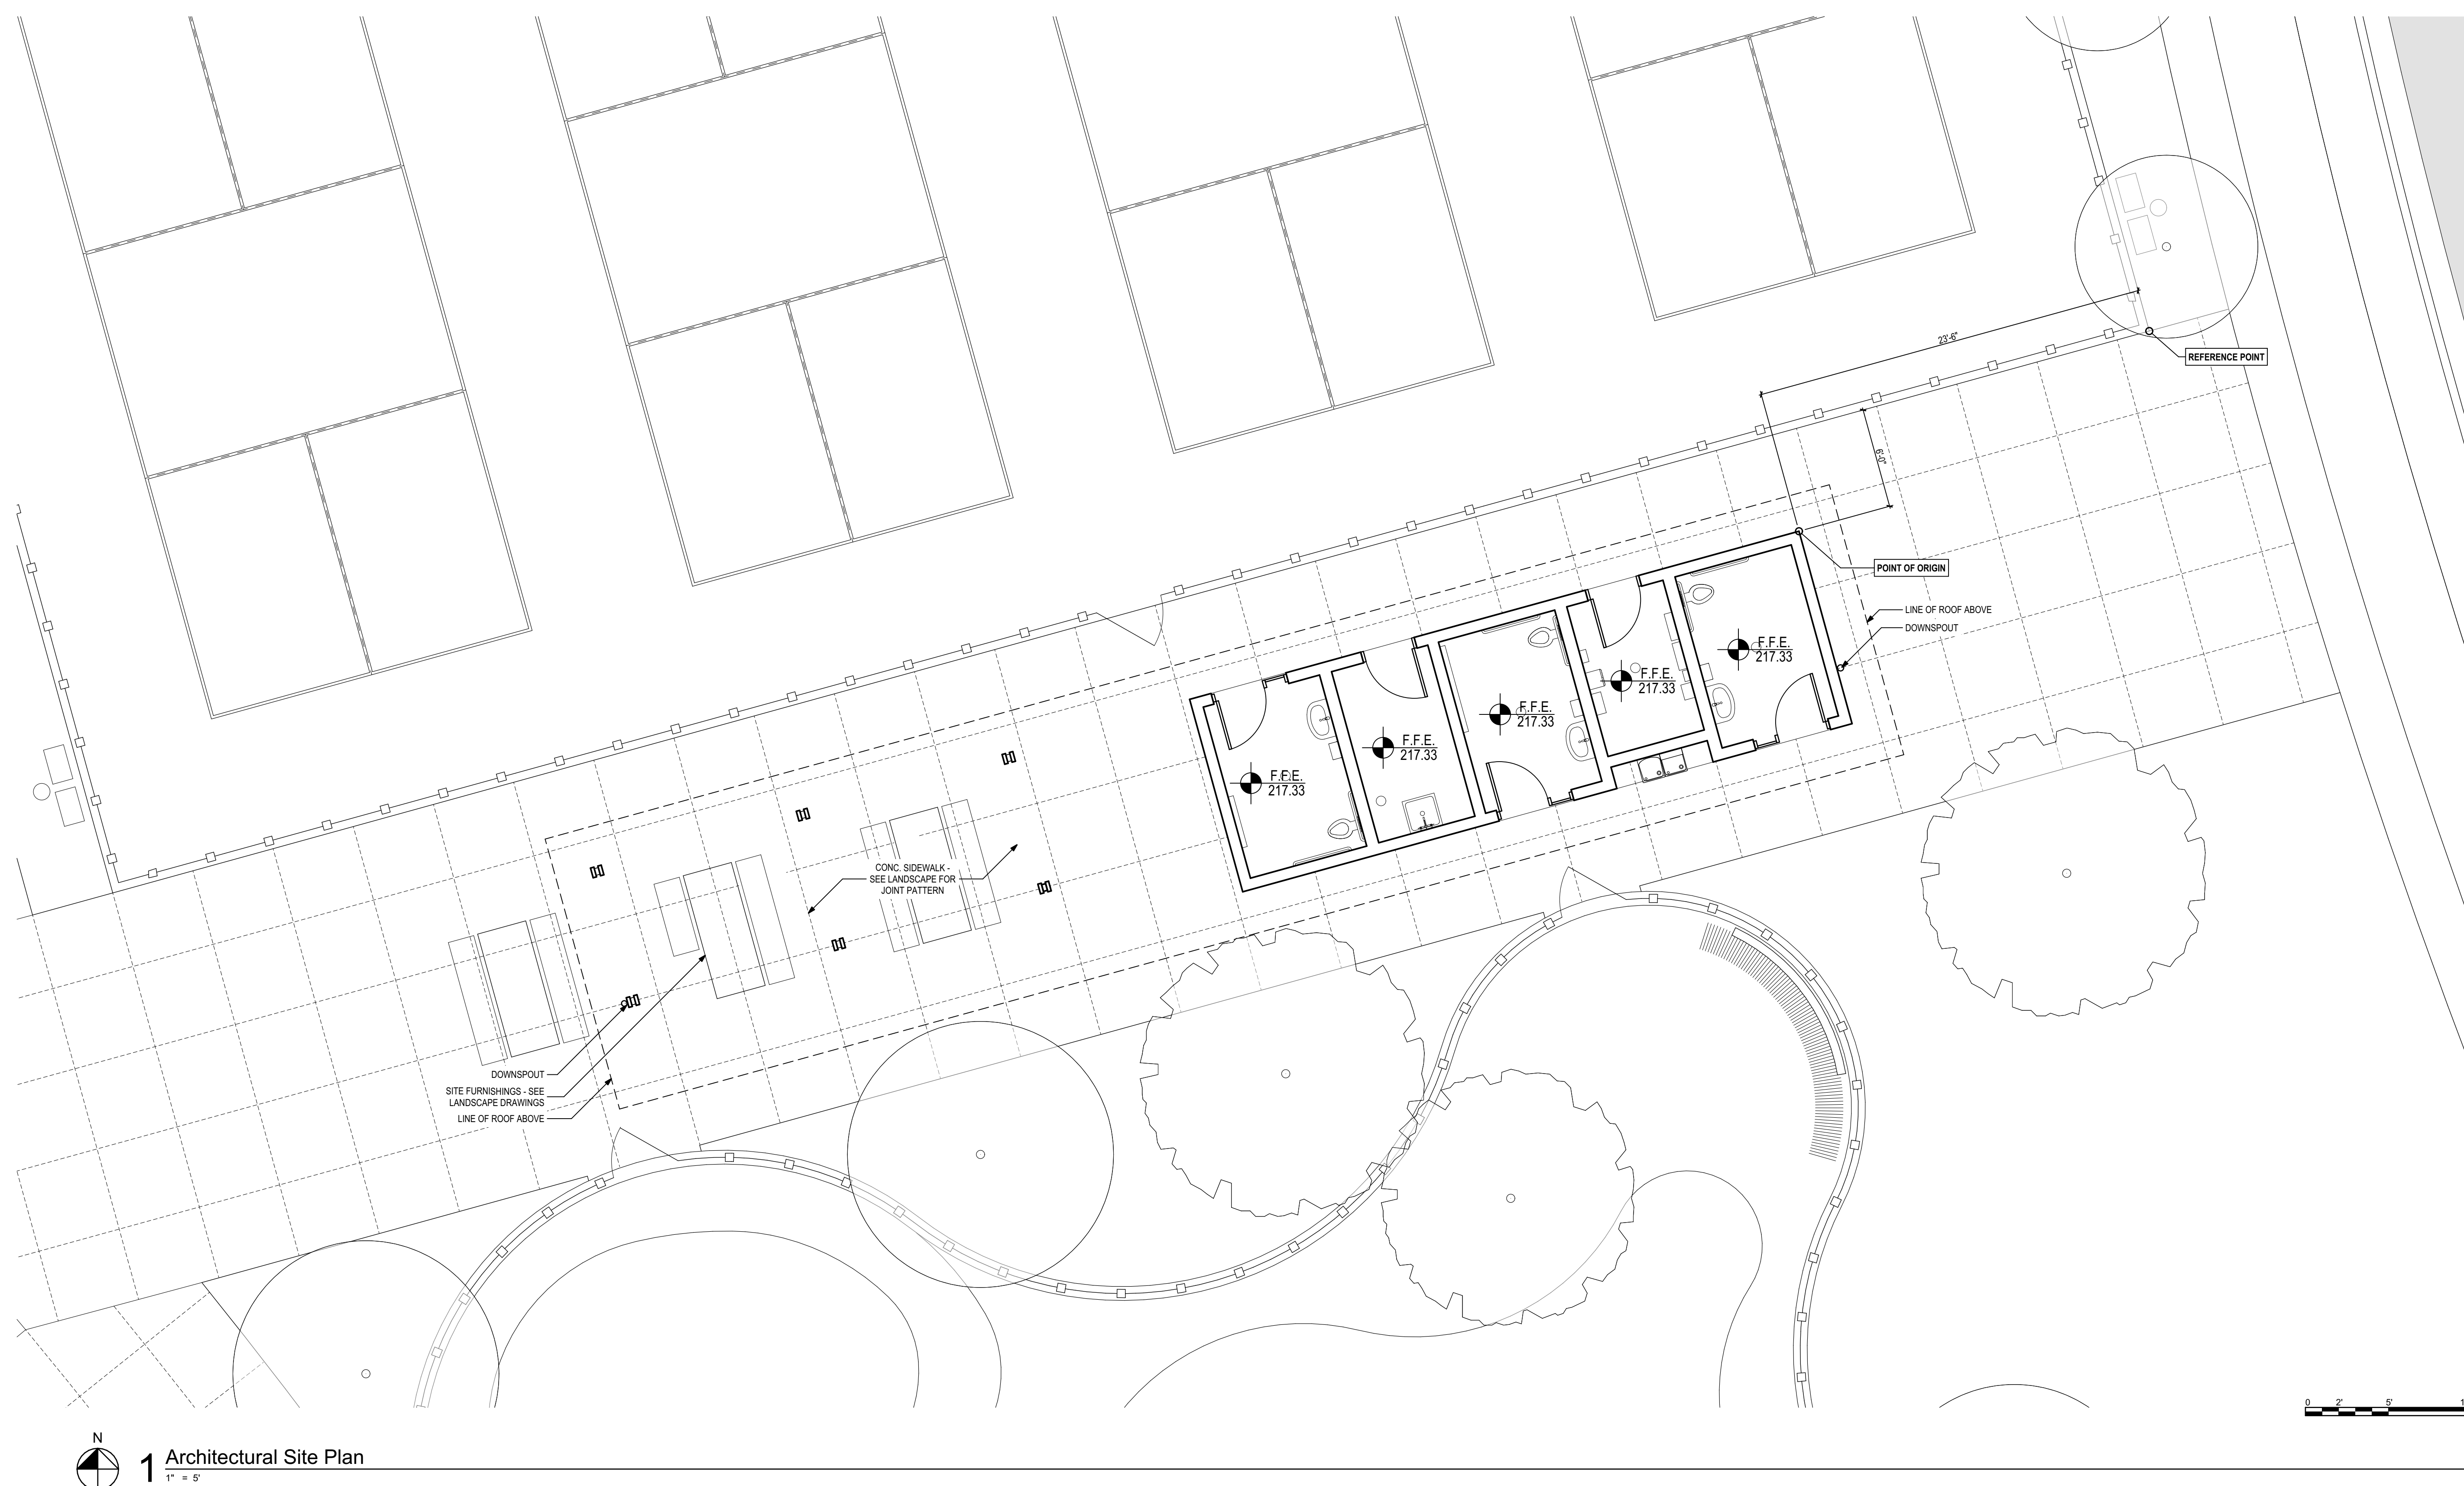 23'-6"
REFERENCE POINT
6'-0"
POINT OF ORIGIN
LINE OF ROOF ABOVE
DOWNSPOUT
F.F.E.
217.33
F.F.E.
217.33
F.F.E.
217.33
F.F.E.
217.33
F.F.E.
217.33
CONC. SIDEWALK -
SEE LANDSCAPE FOR
JOINT PATTERN
DOWNSPOUT
SITE FURNISHINGS - SEE
LANDSCAPE DRAWINGS
LINE OF ROOF ABOVE
0 2' 5'
N
1 Architectural Site Plan
1" = 5'